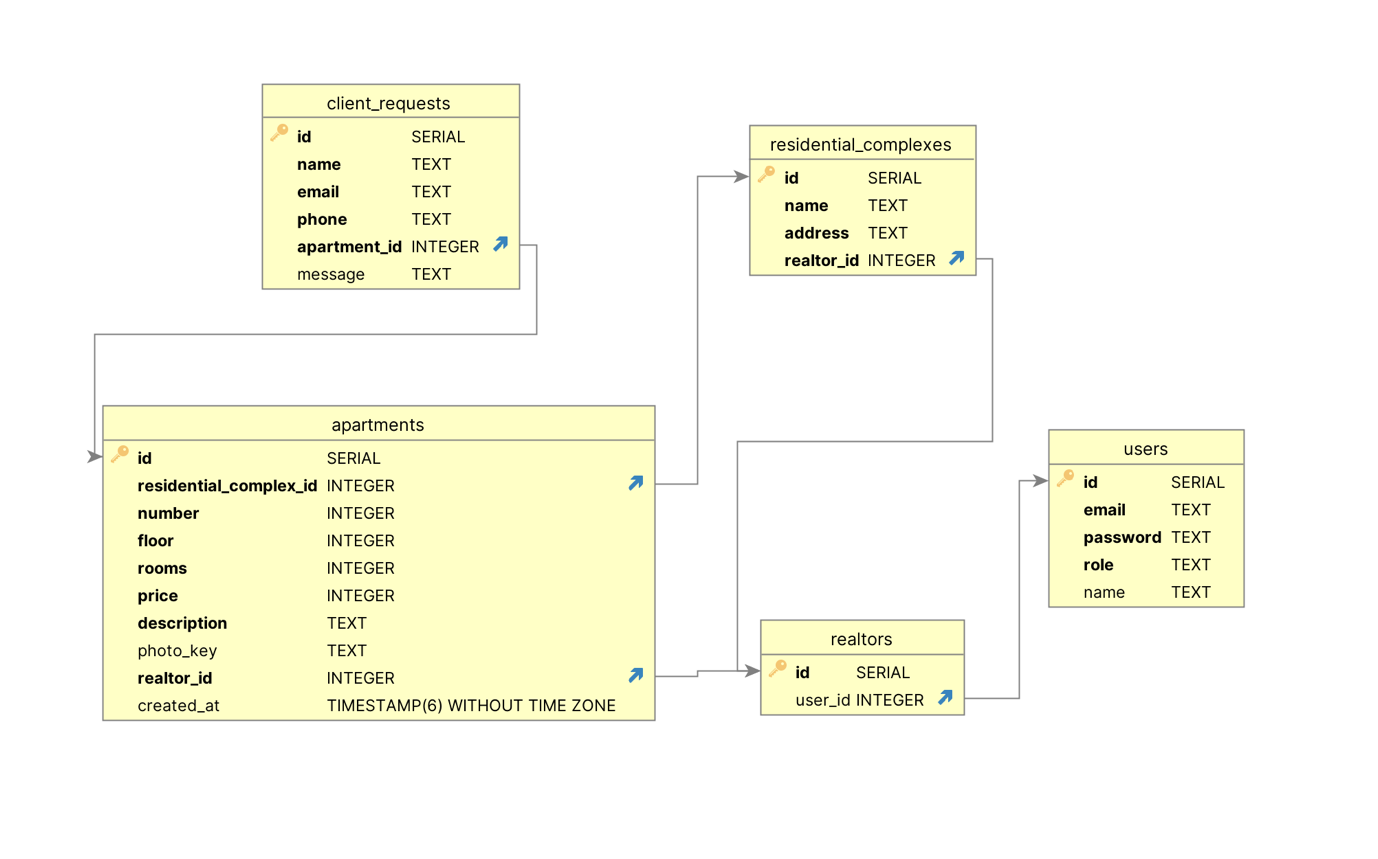 client_requests
id SERIAL
name TEXT
email TEXT
phone TEXT
apartment_id INTEGER
message TEXT
residential_complexes
id SERIAL
name TEXT
address TEXT
realtor_id INTEGER
apartments
id SERIAL
residential_complex_id INTEGER
number INTEGER
floor INTEGER
rooms INTEGER
price INTEGER
description TEXT
photo_key TEXT
realtor_id INTEGER
created_at TIMESTAMP(6) WITHOUT TIME ZONE
users
id SERIAL
email TEXT
password TEXT
role TEXT
name TEXT
realtors
id SERIAL
user_id INTEGER